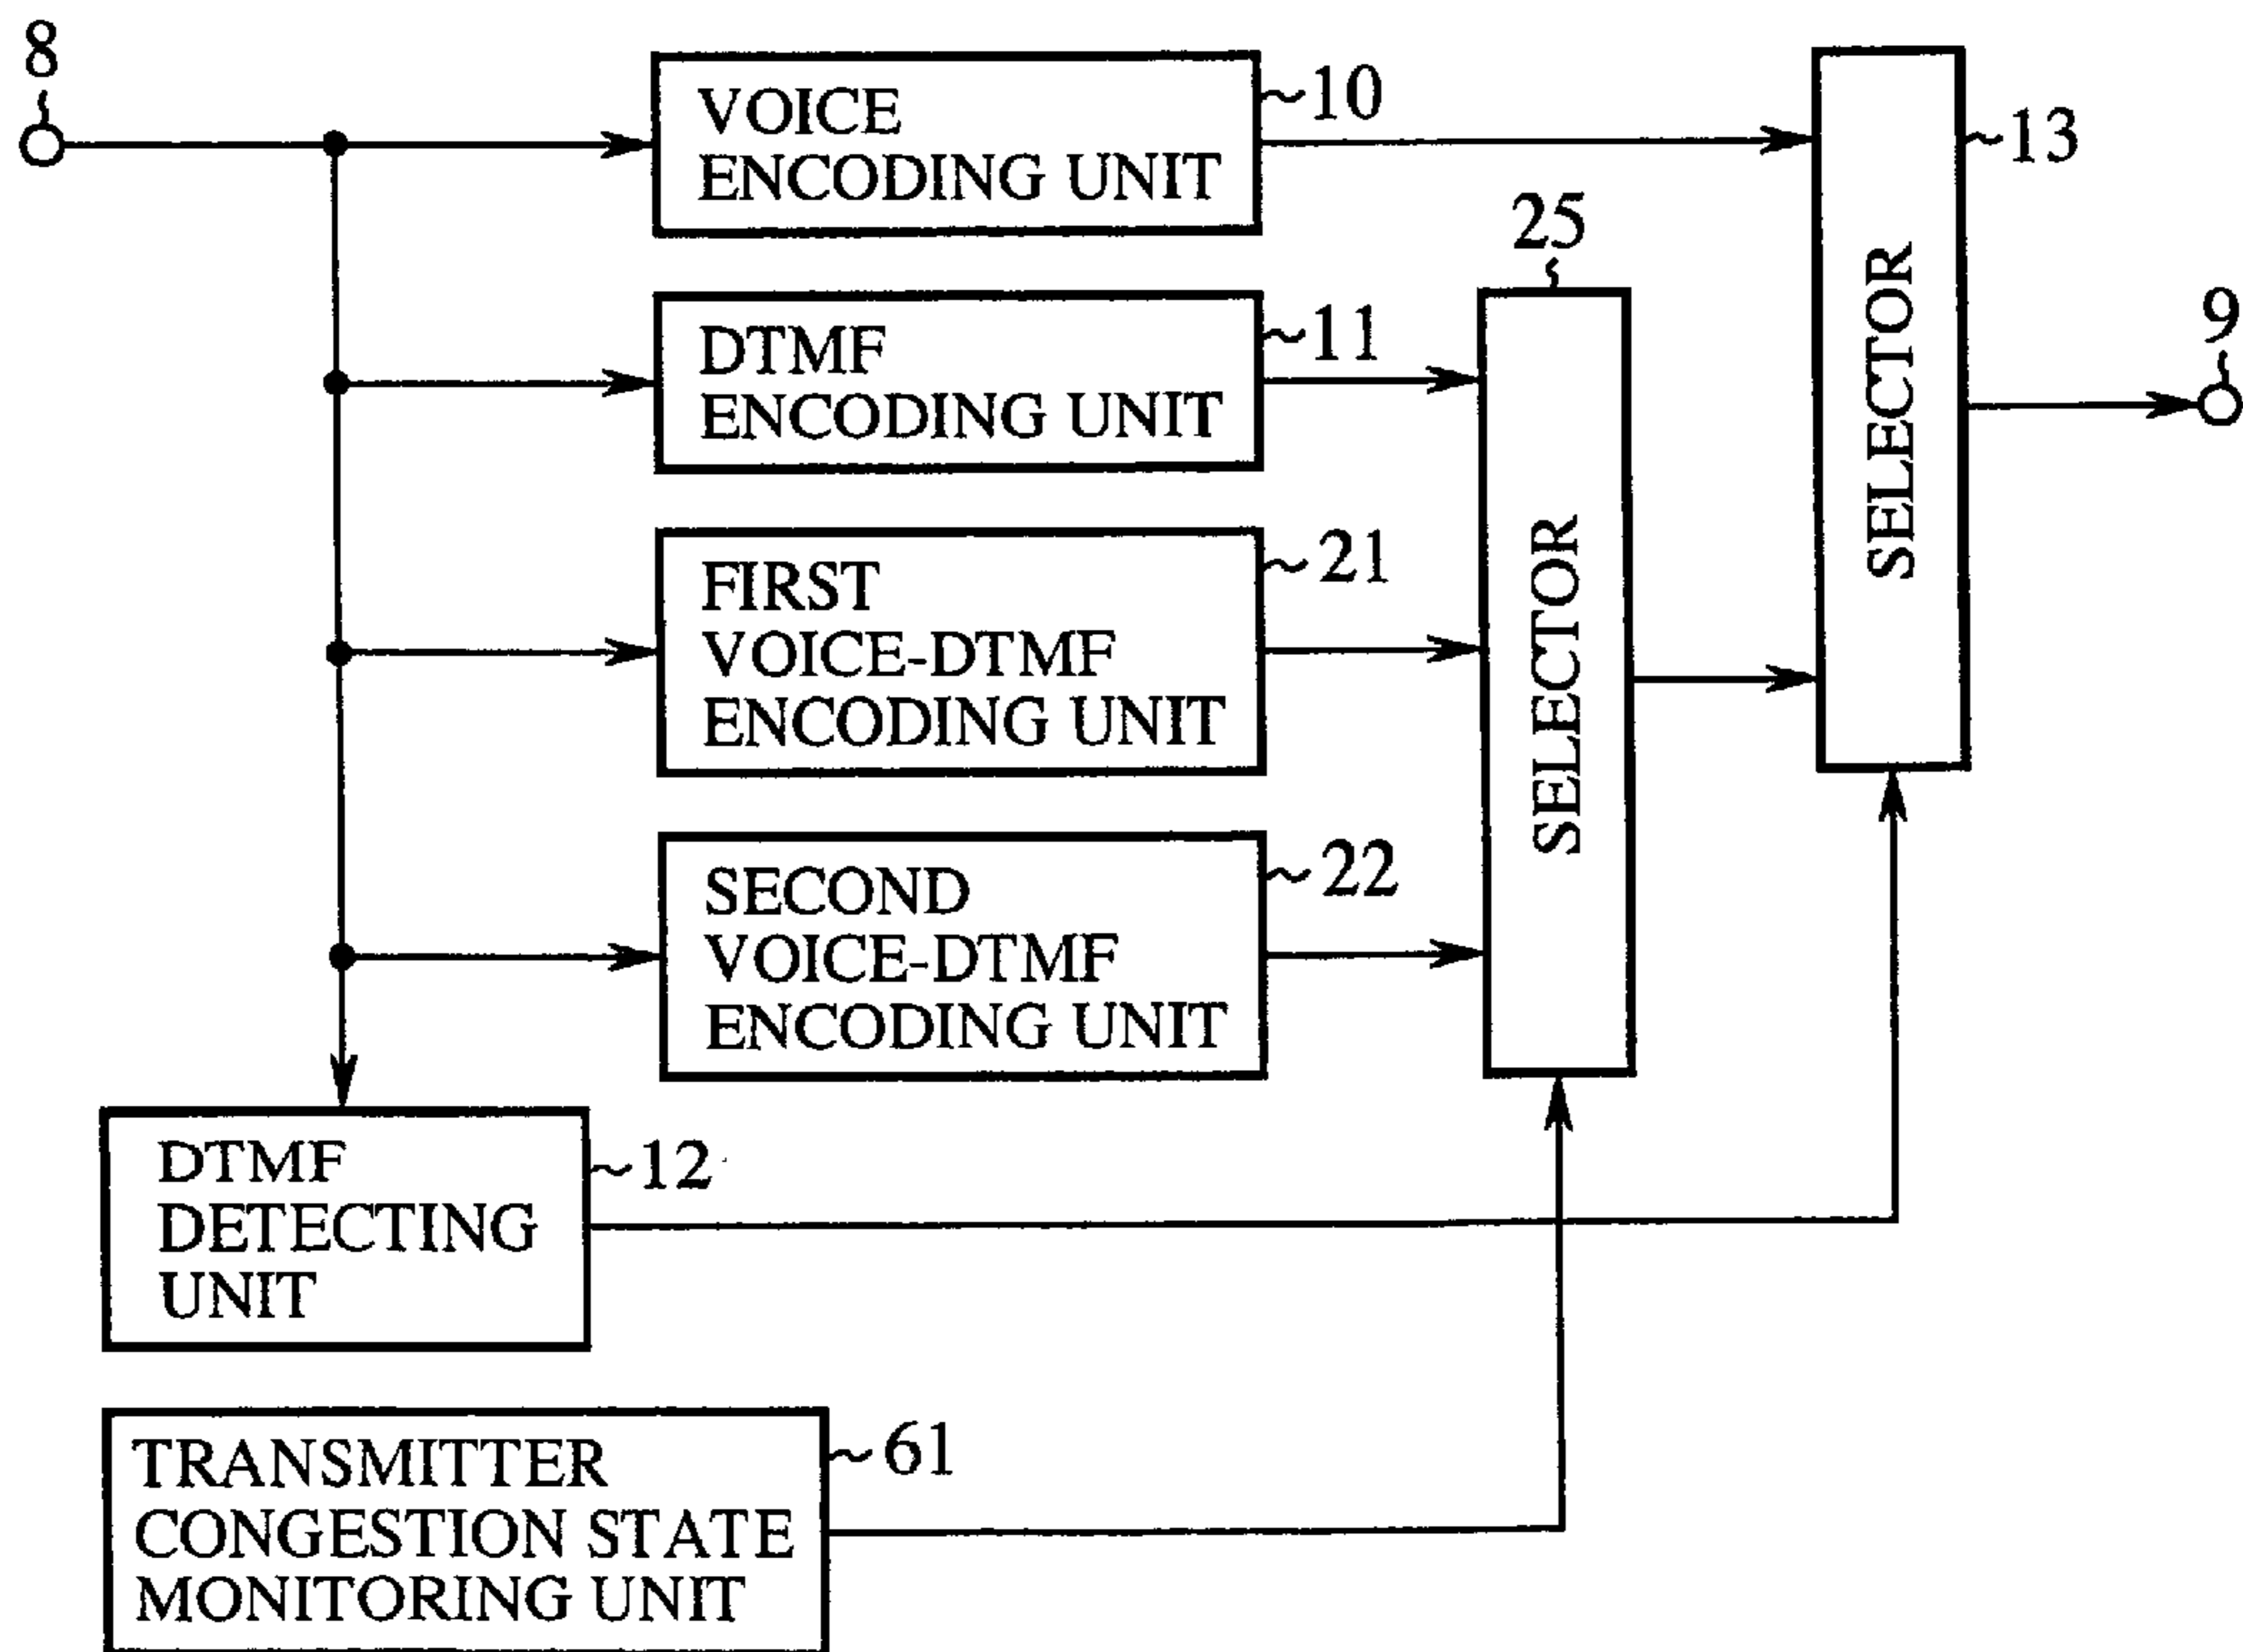 8
VOICE
ENCODING UNIT
10
13
25
DTMF
ENCODING UNIT
11
9
SELECTOR
FIRST
VOICE-DTMF
ENCODING UNIT
21
SELECTOR
SECOND
VOICE-DTMF
ENCODING UNIT
22
DTMF
DETECTING
UNIT
12
TRANSMITTER
CONGESTION STATE
MONITORING UNIT
61